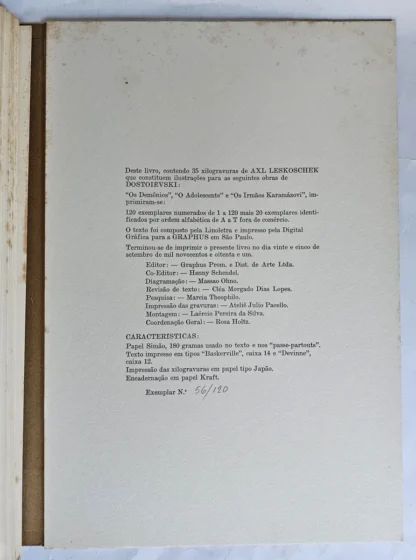 Deste livro, contendo 35 xilogravuras de AXL LESKOSCHEK
que constituem ilustrações para as seguintes obras de
DOSTOIEVSKI:
"Os Demônios", "O Adolescente" e "Os Irmãos Karamázovi", im-
primiram-se:
120 exemplares numerados de 1 a 120 mais 20 exemplares identi-
ficados por ordem alfabética de A a T fora de comércio.
O texto foi composto pela Linoletra e impresso pela Digital
Gráfica para a GRAPHUS em São Paulo.
Terminou-se de imprimir o presente livro no dia vinte e cinco de
setembro de mil novecentos e oitenta e um.
Editor: — Graphus Prom. e Dist. de Arte Ltda.
Co-Editor: — Hanny Schendel.
Diagramação: — Massao Ohno.
Revisão de texto: — Cléa Morgado Dias Lopes.
Pesquisa: — Marcia Theophilo.
Impressão das gravuras: — Ateliê Julio Pacello.
Montagem: — Laércio Pereira da Silva.
Coordenação Geral: — Rosa Holtz.
CARACTERÍSTICAS:
Papel Simão, 180 gramas usado no texto e nos "passe-partouts".
Texto impresso em tipos "Baskerville", caixa 14 e "Devinne",
caixa 12.
Impressão das xilogravuras em papel tipo Japão.
Encadernação em papel Kraft.
Exemplar N.º 56/120